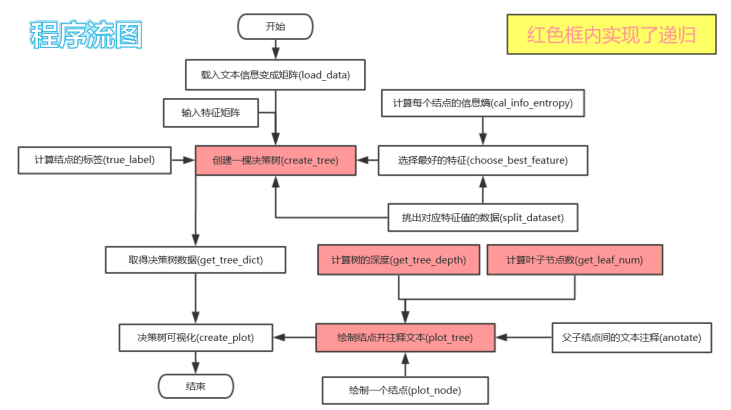 程序流图
开始
红色框内实现了递归
载入文本信息变成矩阵(load_data)
计算每个结点的信息熵(cal_info_entropy)
输入特征矩阵
计算结点的标签(true_label)
创建一棵决策树(create_tree)
选择最好的特征(choose_best_feature)
挑出对应特征值的数据(split_dataset)
取得决策树数据(get_tree_dict)
计算树的深度(get_tree_depth)
计算叶子节点数(get_leaf_num)
决策树可视化(create_plot)
绘制结点并注释文本(plot_tree)
父子结点间的文本注释(anotate)
结束
绘制一个结点(plot_node)